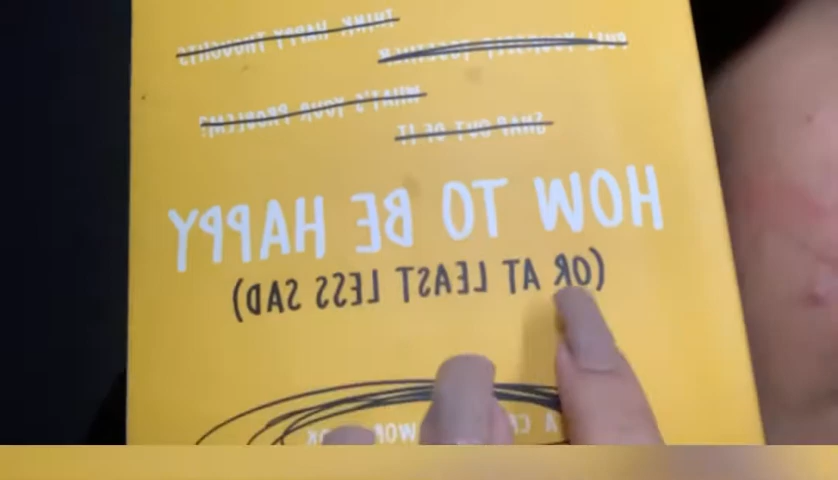 THINK HAPPY THOUGHTS
PULL YOURSELF TOGETHER
WHAT'S YOUR PROBLEM?
SNAP OUT OF IT
HOW TO BE HAPPY
(OR AT LEAST LESS SAD)
A